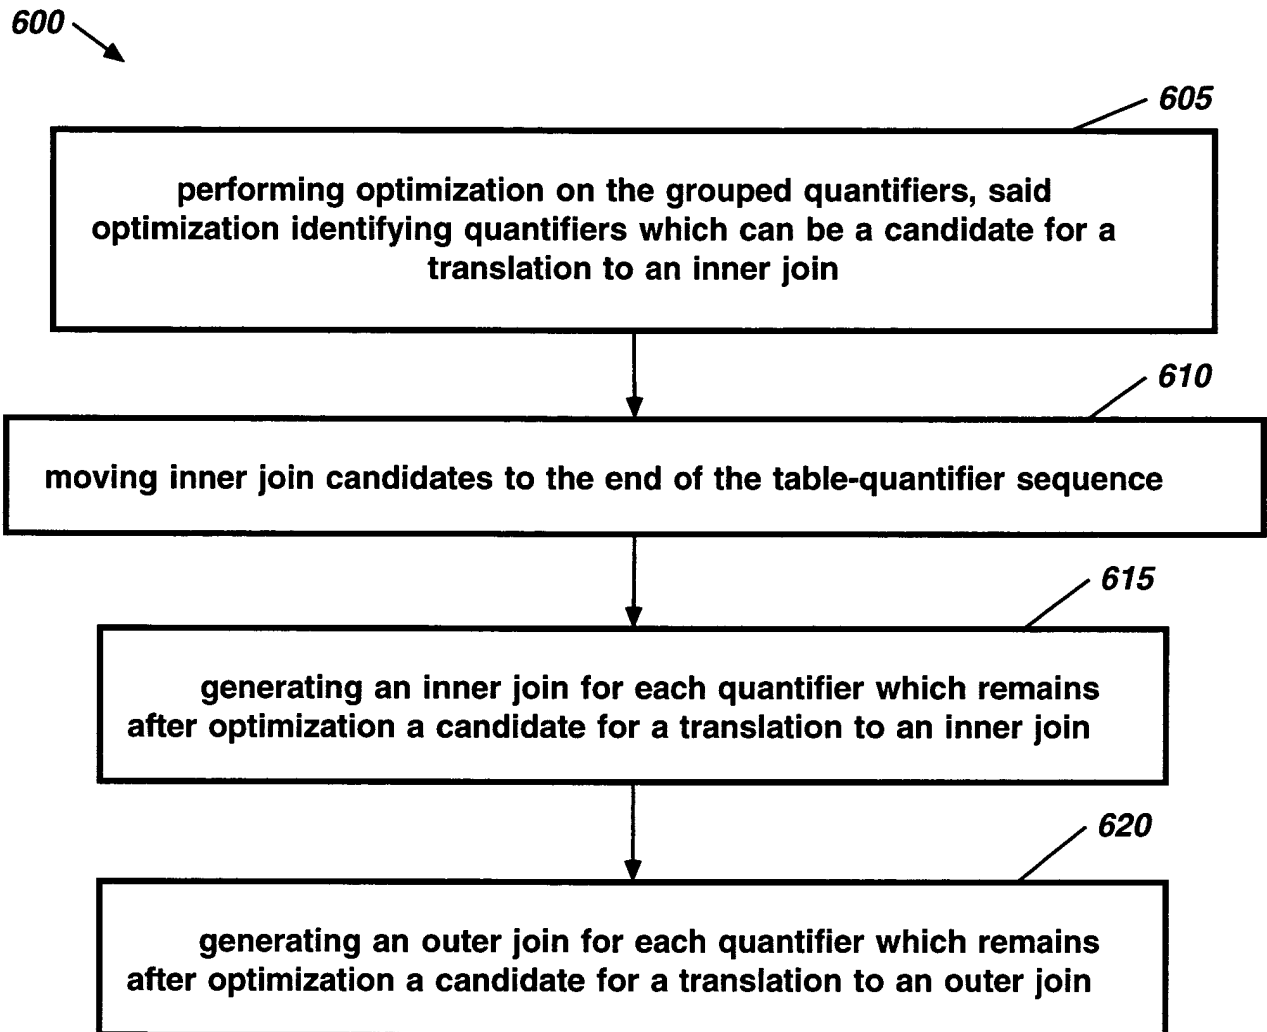 600
605
performing optimization on the grouped quantifiers, said
optimization identifying quantifiers which can be a candidate for a
translation to an inner join
610
moving inner join candidates to the end of the table-quantifier sequence
615
generating an inner join for each quantifier which remains
after optimization a candidate for a translation to an inner join
620
generating an outer join for each quantifier which remains
after optimization a candidate for a translation to an outer join